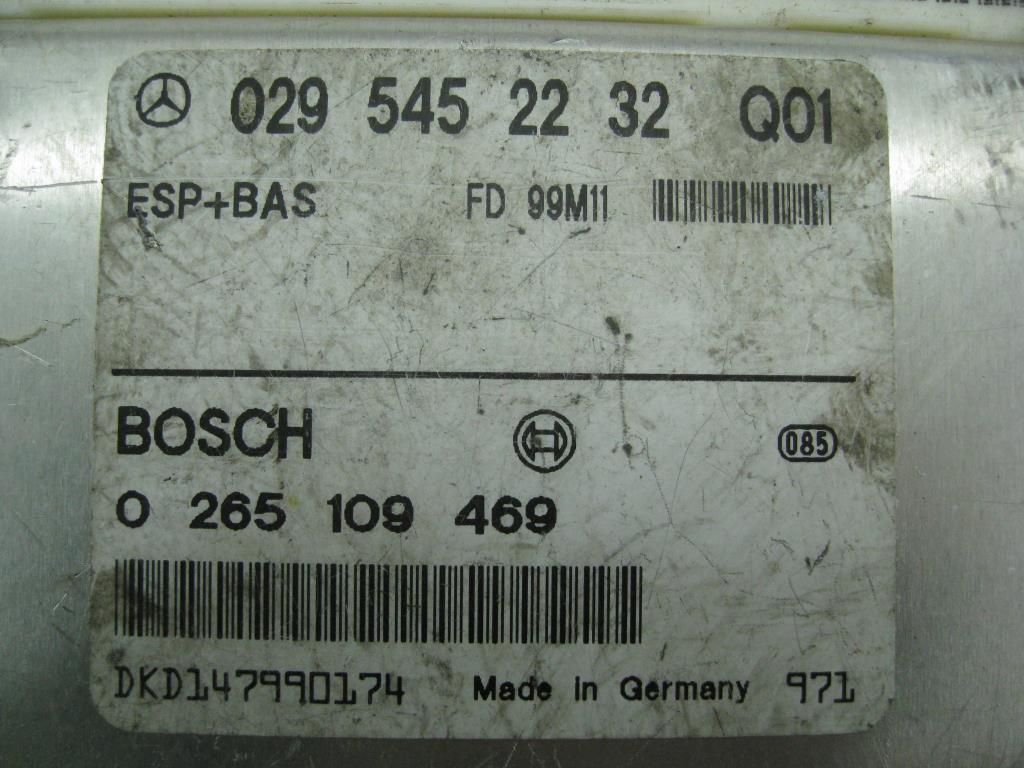 029 545 22 32 Q01
ESP+BAS FD 99M11
BOSCH 085
0 265 109 469
DKD147990174 Made in Germany 971